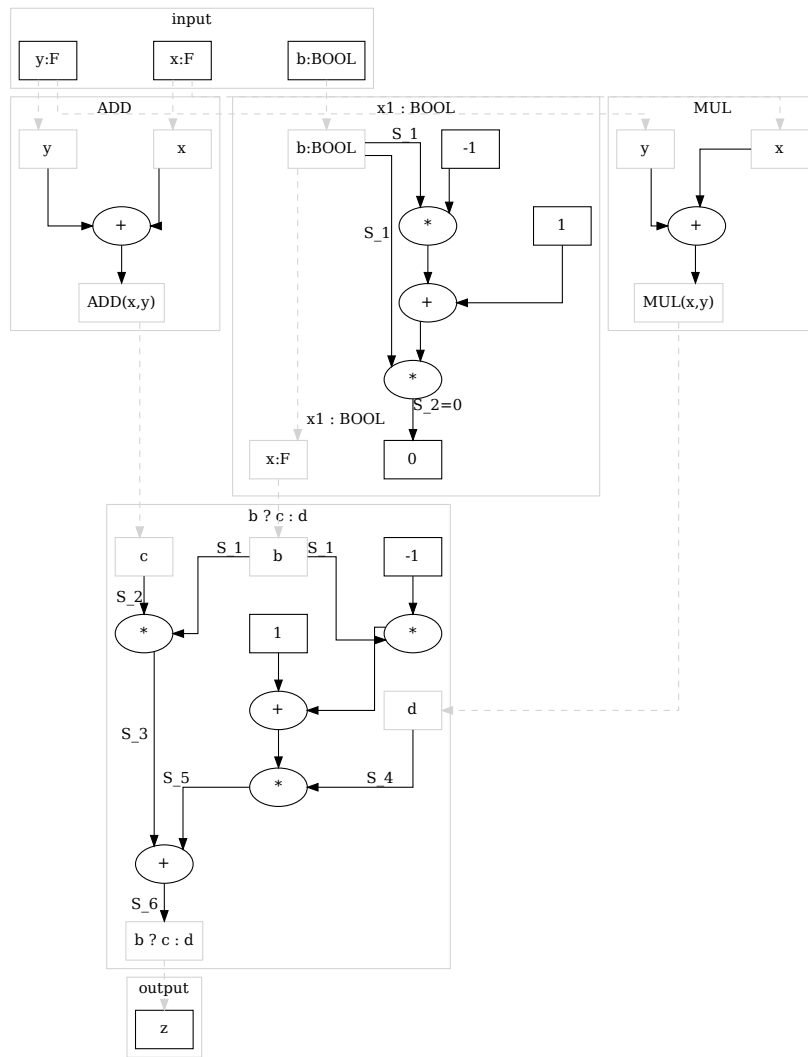 input
y:F x:F b:BOOL
ADD x1 : BOOL MUL
y x b:BOOL S_1 -1 y x
+ S_1 * 1 +
ADD(x,y) + MUL(x,y)
*
S_2=0
x1 : BOOL
x:F 0
b ? c : d
c S_1 b S_1 -1
S_2
* 1 *
+ d
S_3
S_5 * S_4
+
S_6
b ? c : d
output
z